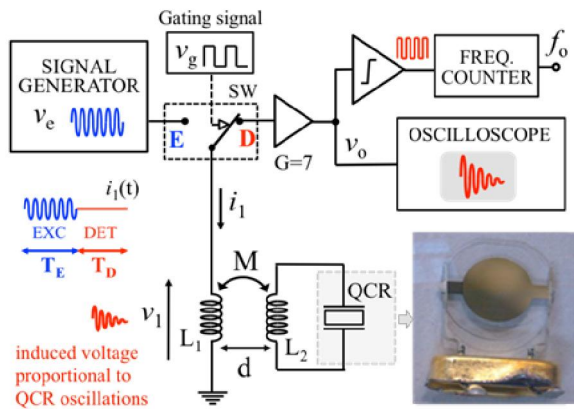 Gating signal
v_g
SIGNAL
GENERATOR
v_e
SW
E
D
G=7
FREQ.
COUNTER
f_o
OSCILLOSCOPE
v_o
i_1(t)
EXC DET
T_E T_D
i_1
M
QCR
v_1
L_1
L_2
d
induced voltage
proportional to
QCR oscillations